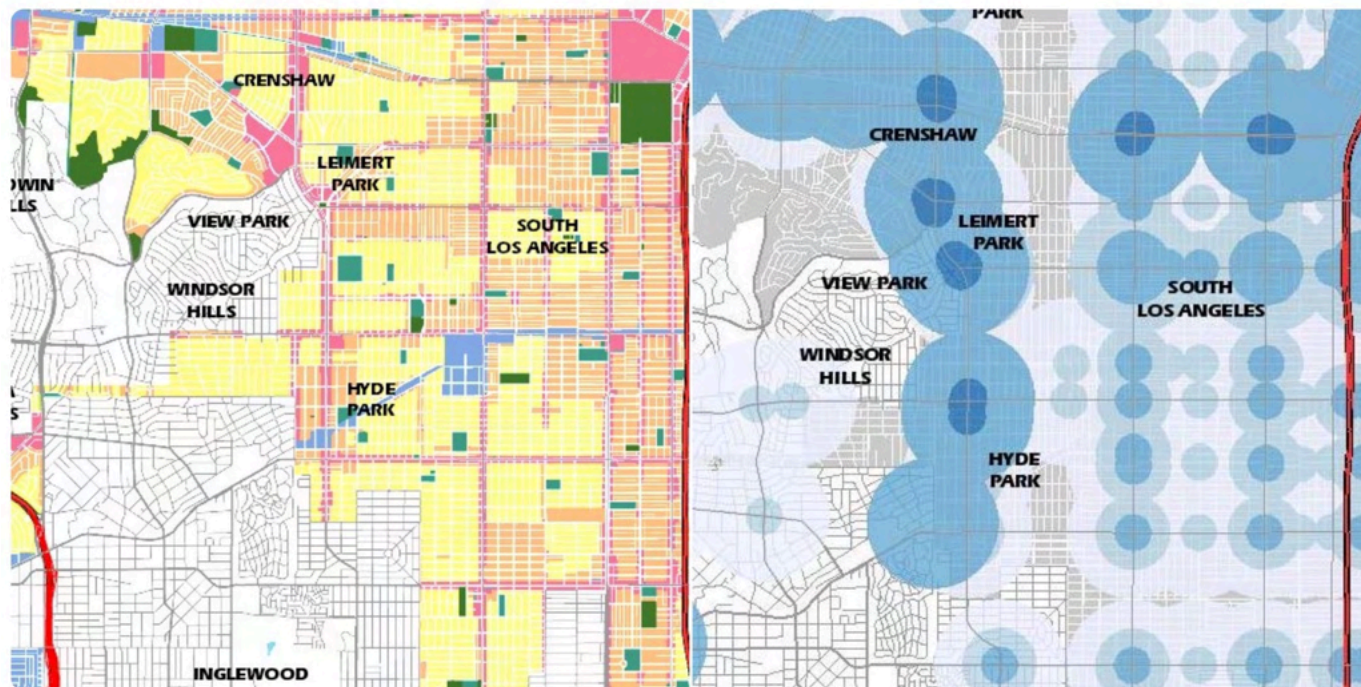 CRENSHAW
LEIMERT
PARK
VIEW PARK
SOUTH
LOS ANGELES
WINDSOR
HILLS
HYDE
PARK
INGLEWOOD
PARK
CRENSHAW
LEIMERT
PARK
VIEW PARK
SOUTH
LOS ANGELES
WINDSOR
HILLS
HYDE
PARK